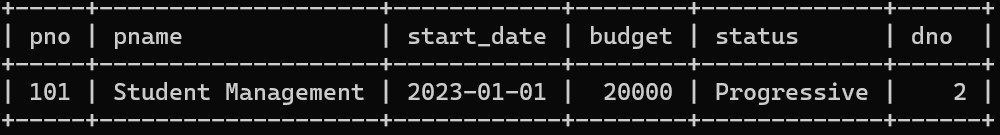 +-----+--------------------+------------+--------+-------------+------+
| pno | pname              | start_date | budget | status      | dno  |
+-----+--------------------+------------+--------+-------------+------+
| 101 | Student Management | 2023-01-01 |  20000 | Progressive |    2 |
+-----+--------------------+------------+--------+-------------+------+